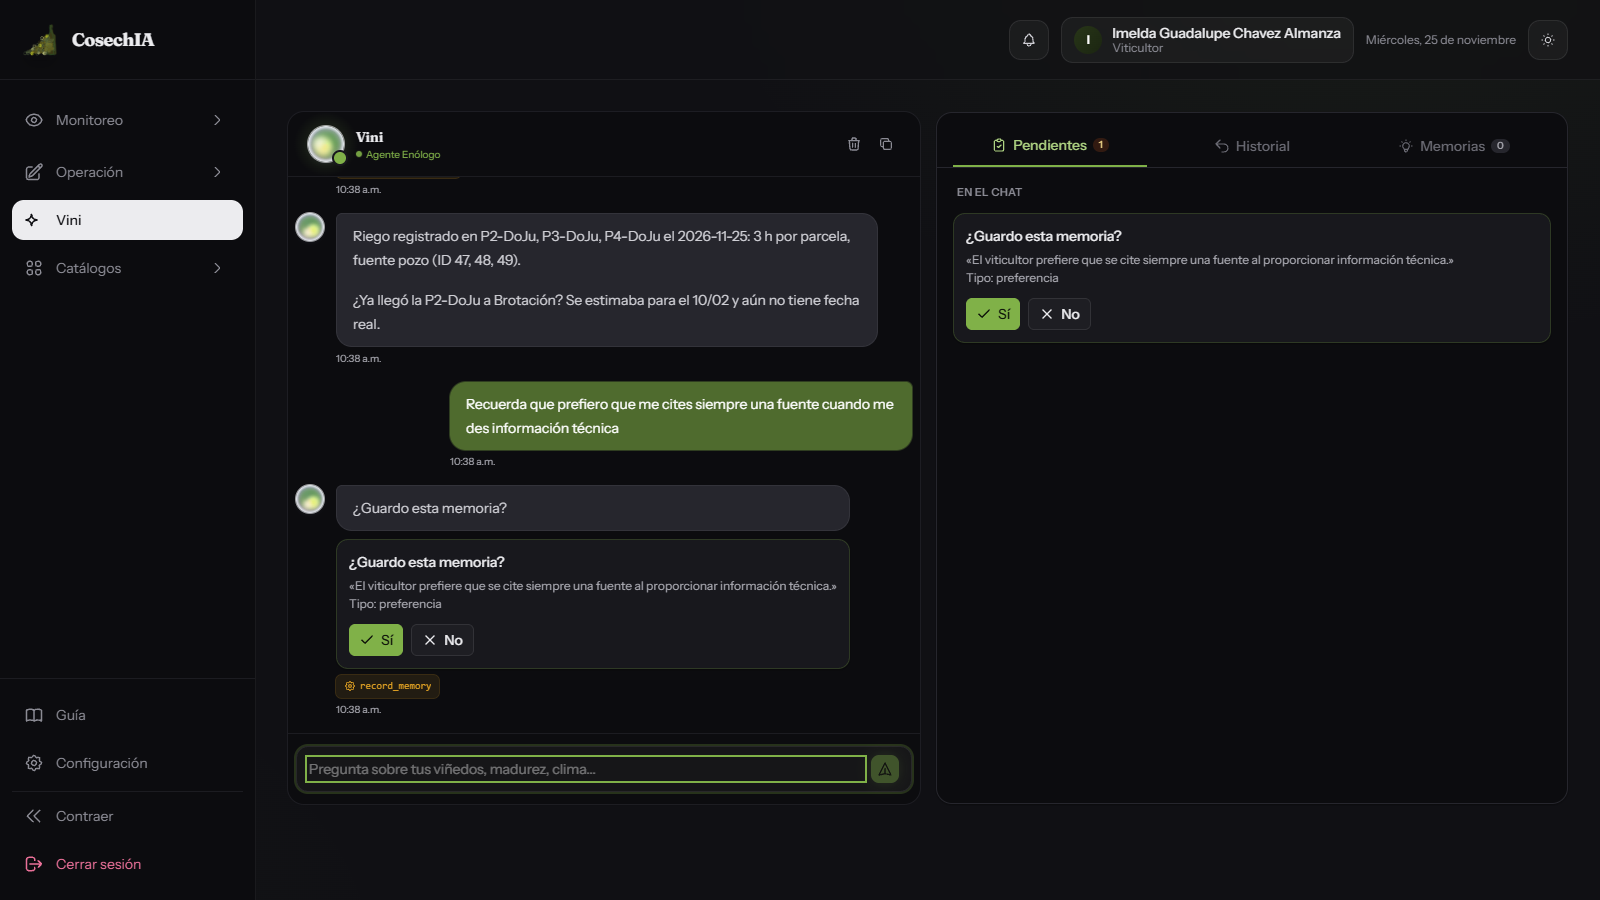 CosechIA
I
Imelda Guadalupe Chavez Almanza
Viticultor
Miércoles, 25 de noviembre
Monitoreo
Operación
Vini
Catálogos
Guía
Configuración
Contraer
Cerrar sesión
Vini
Agente Enólogo
10:38 a.m.
Riego registrado en P2-DoJu, P3-DoJu, P4-DoJu el 2026-11-25: 3 h por parcela,
fuente pozo (ID 47, 48, 49).
¿Ya llegó la P2-DoJu a Brotación? Se estimaba para el 10/02 y aún no tiene fecha
real.
10:38 a.m.
Recuerda que prefiero que me cites siempre una fuente cuando me
des información técnica
10:38 a.m.
¿Guardo esta memoria?
¿Guardo esta memoria?
«El viticultor prefiere que se cite siempre una fuente al proporcionar información técnica.»
Tipo: preferencia
Sí
No
record_memory
10:38 a.m.
Pregunta sobre tus viñedos, madurez, clima...
Pendientes 1
Historial
Memorias 0
EN EL CHAT
¿Guardo esta memoria?
«El viticultor prefiere que se cite siempre una fuente al proporcionar información técnica.»
Tipo: preferencia
Sí
No